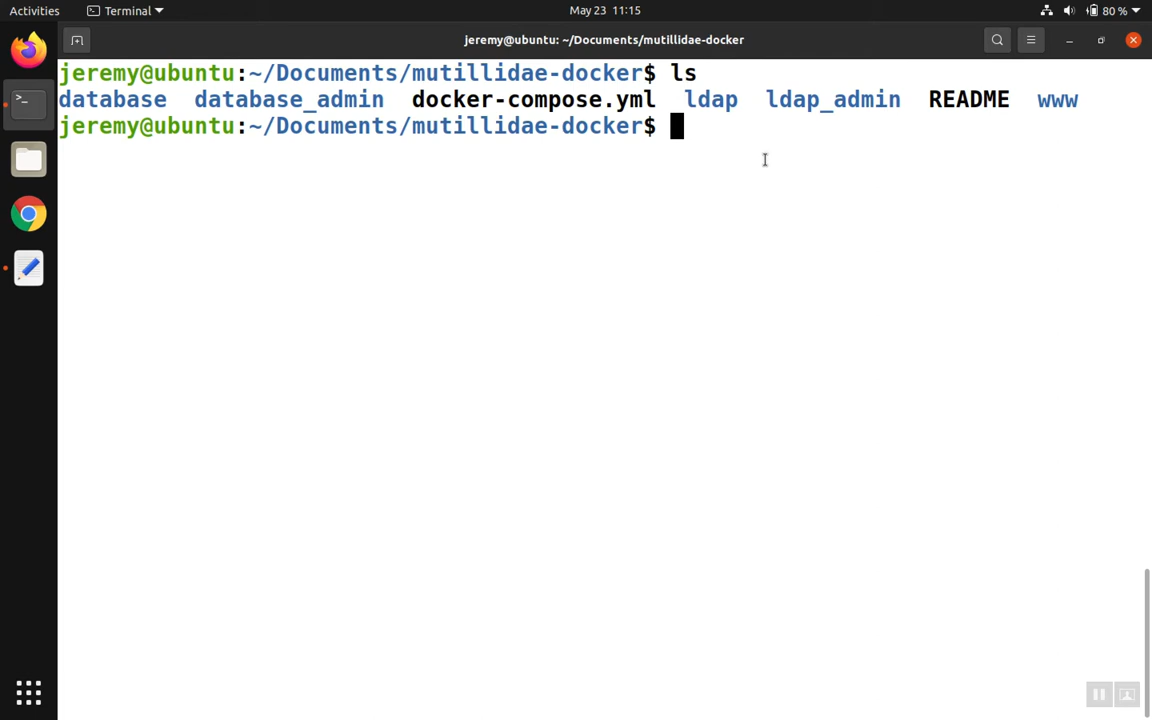 Activities Terminal May 23 11:15 80 %
jeremy@ubuntu: ~/Documents/mutillidae-docker
jeremy@ubuntu:~/Documents/mutillidae-docker$ ls
database database_admin docker-compose.yml ldap ldap_admin README www
jeremy@ubuntu:~/Documents/mutillidae-docker$